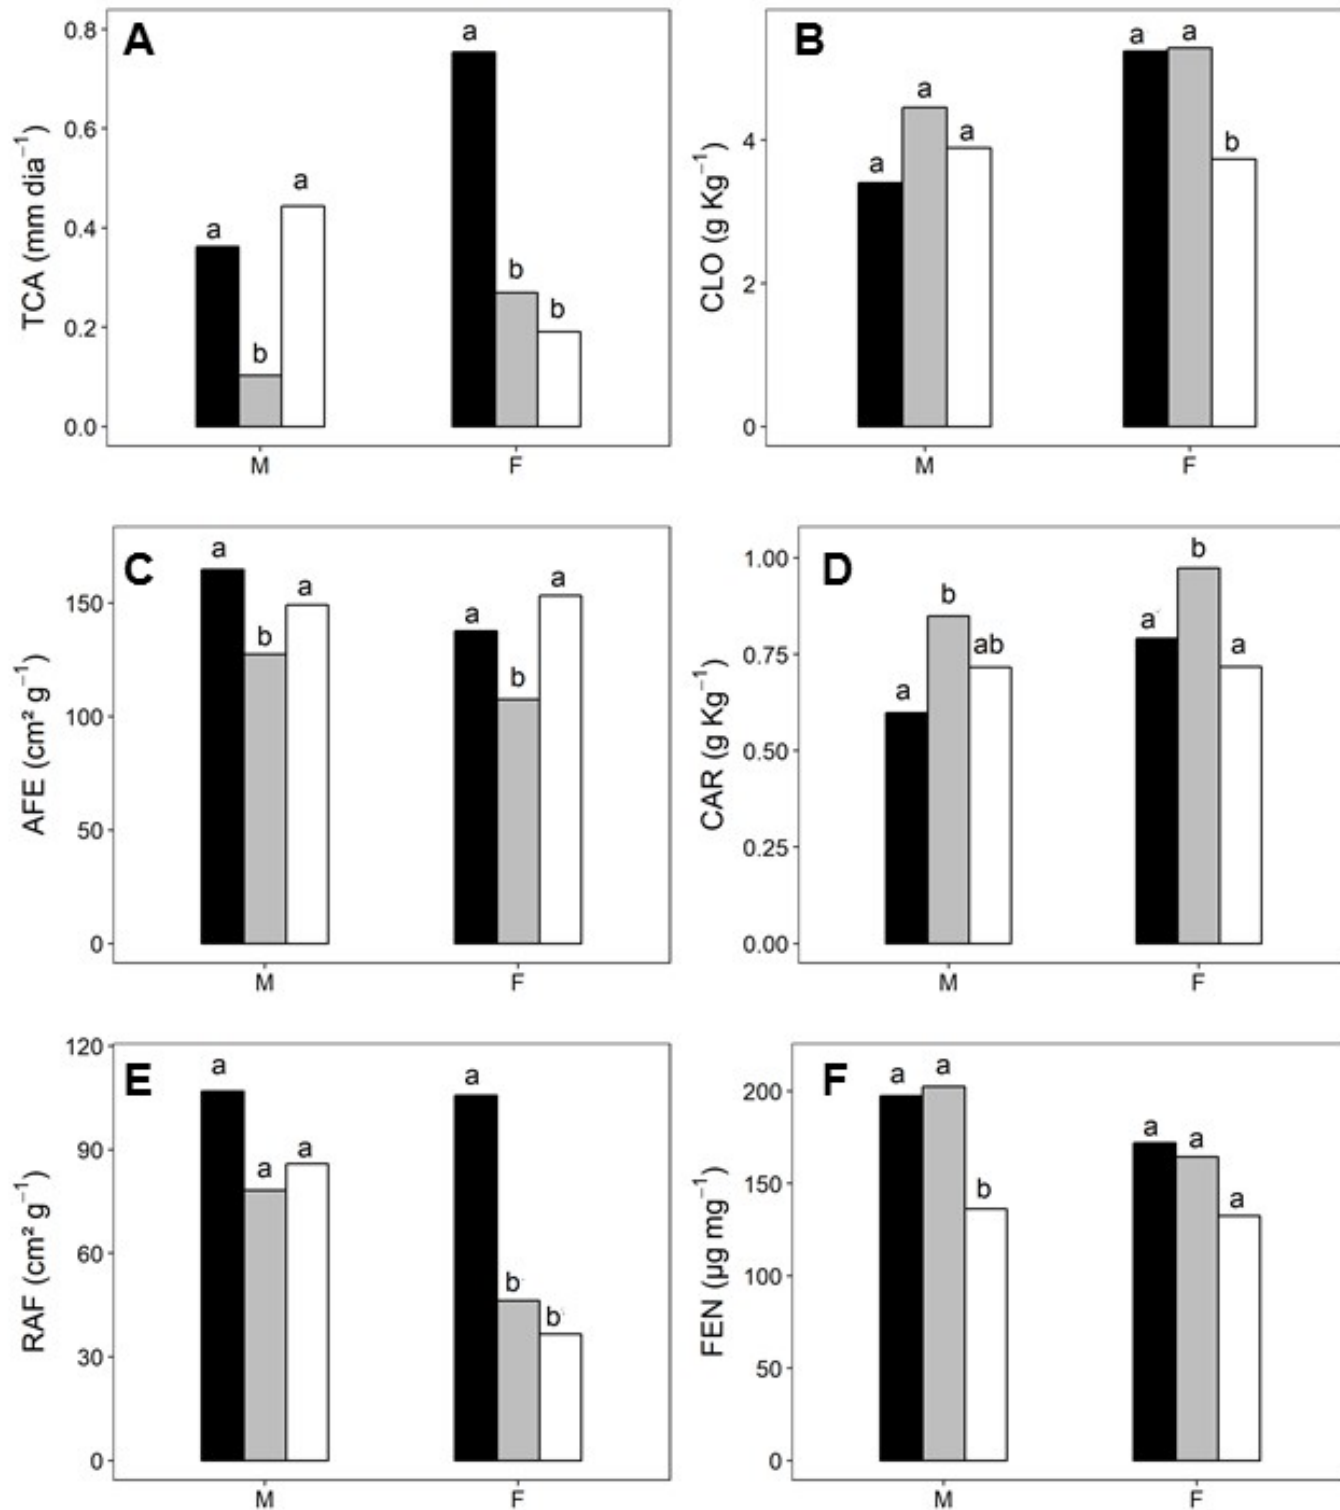 A
TCA (mm dia⁻¹)
0.8
0.6
0.4
0.2
0.0
a
b
a
a
b
b
M
F
B
CLO (g Kg⁻¹)
4
2
0
a
a
a
a
a
b
M
F
C
AFE (cm² g⁻¹)
150
100
50
0
a
b
a
a
b
a
M
F
D
CAR (g Kg⁻¹)
1.00
0.75
0.50
0.25
0.00
a
b
ab
a
b
a
M
F
E
RAF (cm² g⁻¹)
120
90
60
30
0
a
a
a
a
b
b
M
F
F
FEN (µg mg⁻¹)
200
150
100
50
0
a
a
b
a
a
a
M
F